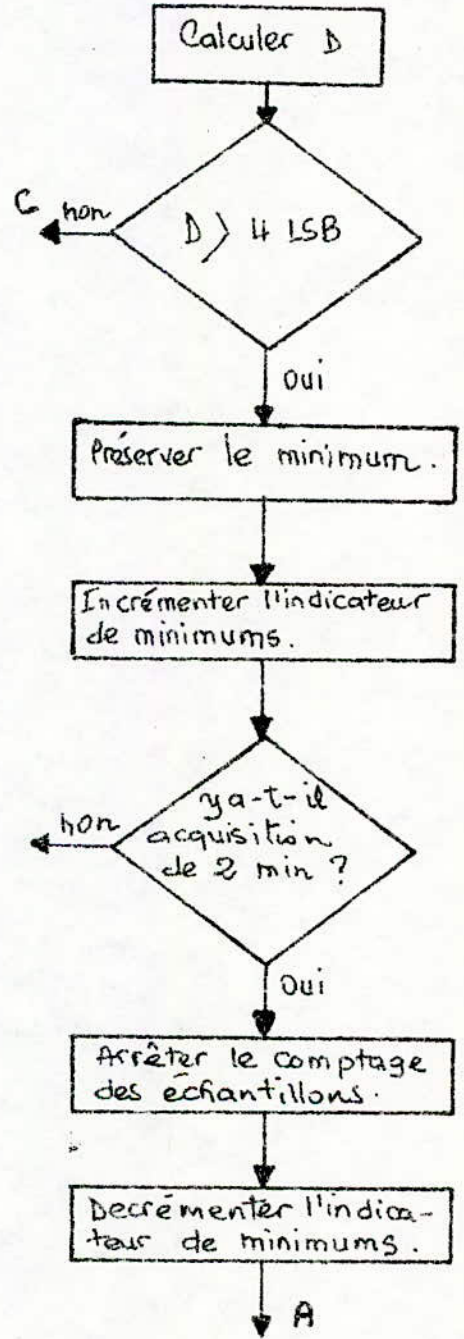 Calculer D
C non
D > 4 LSB
Oui
Préserver le minimum.
Incrémenter l'indicateur
de minimums.
non
y a-t-il
acquisition
de 2 min ?
Oui
Arrêter le comptage
des échantillons.
Decrémenter l'indica-
teur de minimums.
A